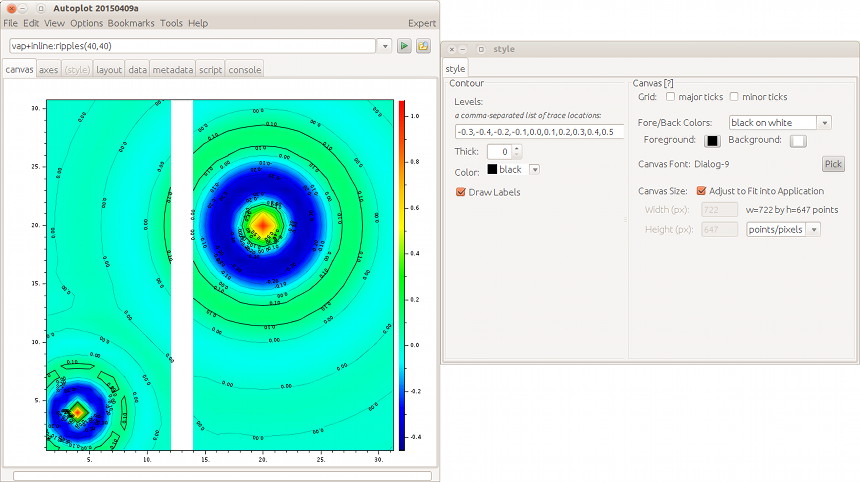 Autoplot 20150409a
File Edit View Options Bookmarks Tools Help Expert
vap+inline:ripples(40,40)
canvas axes (style) layout data metadata script console
30.
25.
20.
15.
10.
5.
5. 10. 15. 20. 25. 30.
1.0
0.8
0.6
0.4
0.2
0.0
-0.2
-0.4
style
style
Contour
Levels:
a comma-separated list of trace locations:
-0.3,-0.4,-0.2,-0.1,0.0,0.1,0.2,0.3,0.4,0.5
Thick: 0
Color: black
Draw Labels
Canvas [?]
Grid: major ticks minor ticks
Fore/Back Colors: black on white
Foreground: Background:
Canvas Font: Dialog-9 Pick
Canvas Size: Adjust to Fit into Application
Width (px): 722 w=722 by h=647 points
Height (px): 647 points/pixels